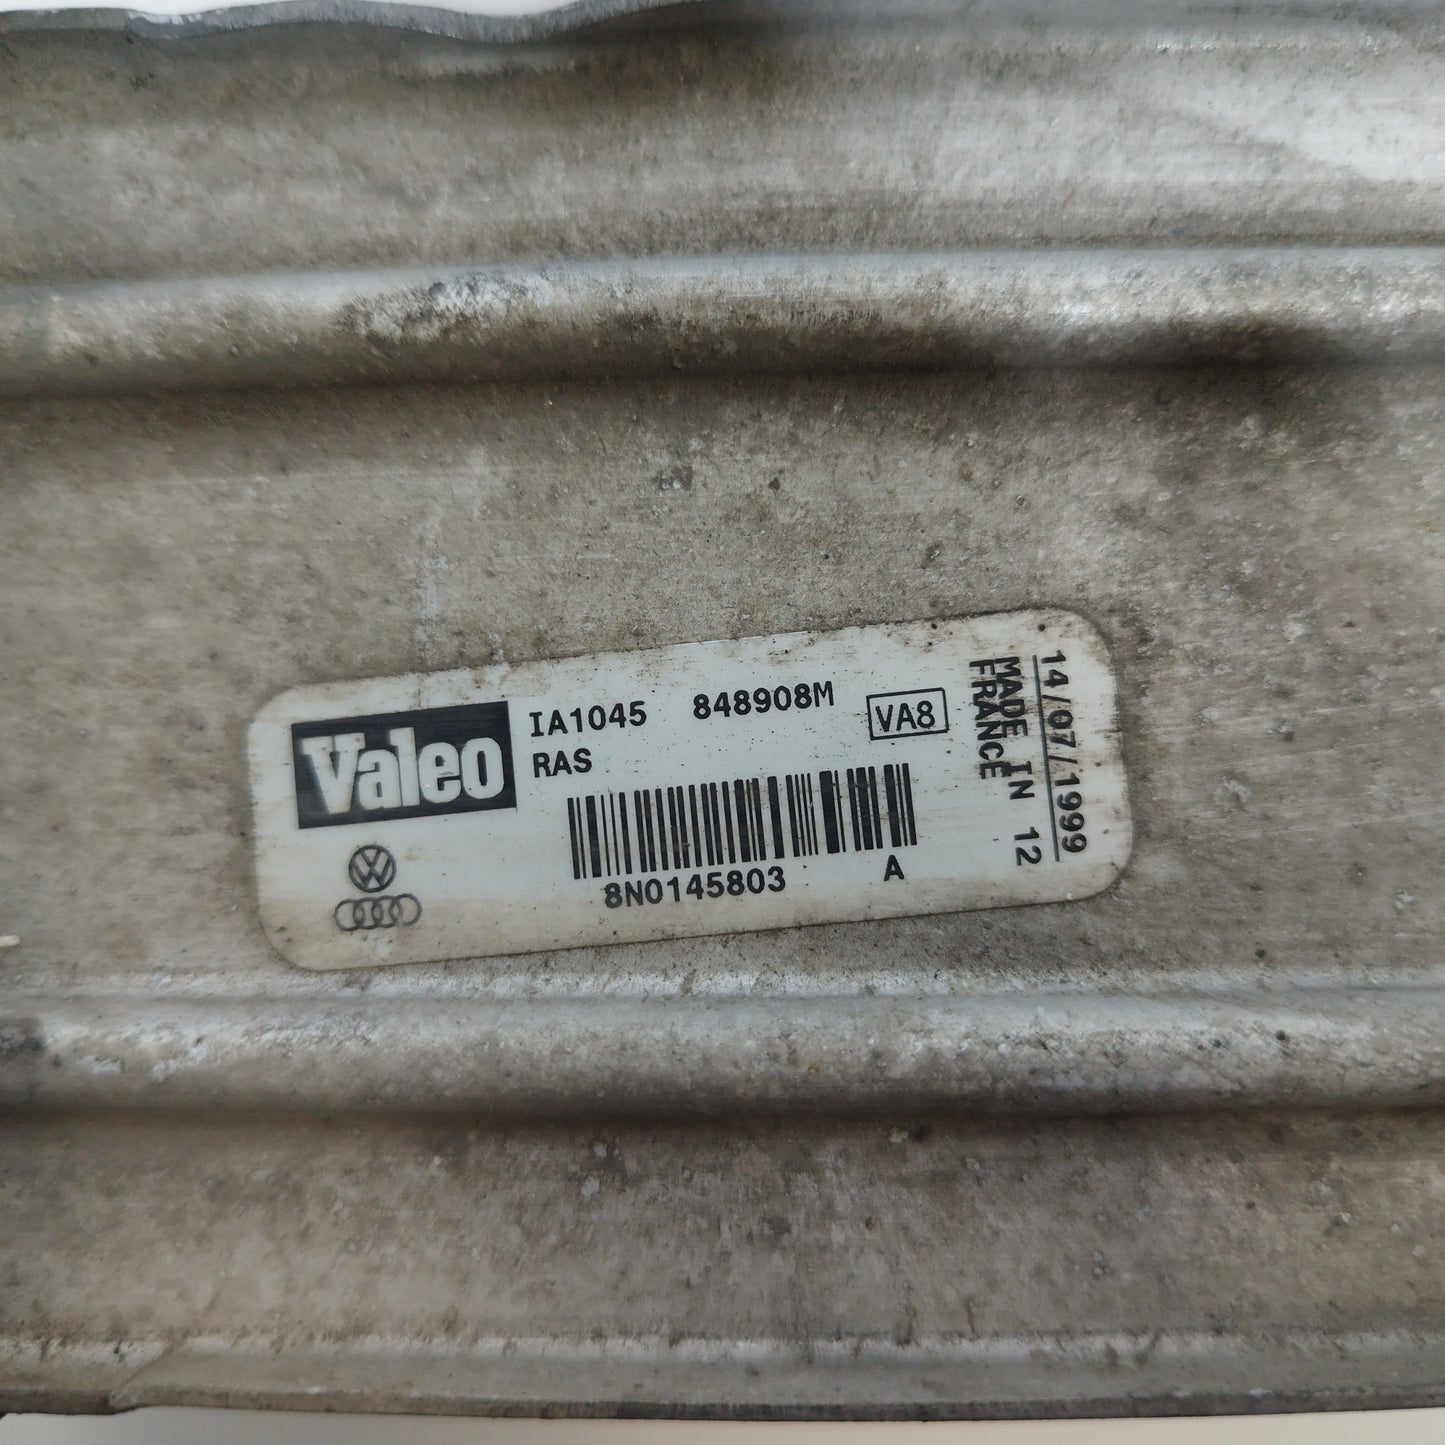 Valeo
IA1045 848908M VA8
RAS
8N0145803 A
14/07/1999
MADE IN 12
FRANCE